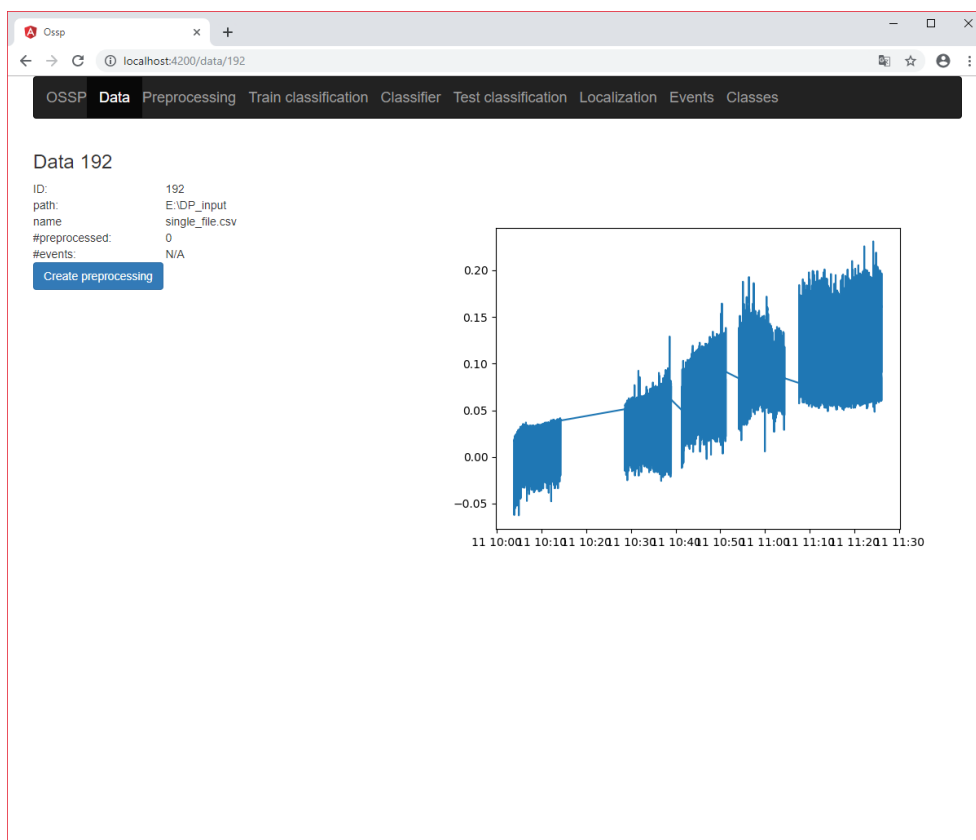 Ossp
localhost:4200/data/192
OSSP Data Preprocessing Train classification Classifier Test classification Localization Events Classes
Data 192
ID: 192
path: E:\DP_input
name single_file.csv
#preprocessed: 0
#events: N/A
Create preprocessing
0.20
0.15
0.10
0.05
0.00
−0.05
11 10:00 11 10:10 11 10:20 11 10:30 11 10:40 11 10:50 11 11:00 11 11:10 11 11:20 11 11:30